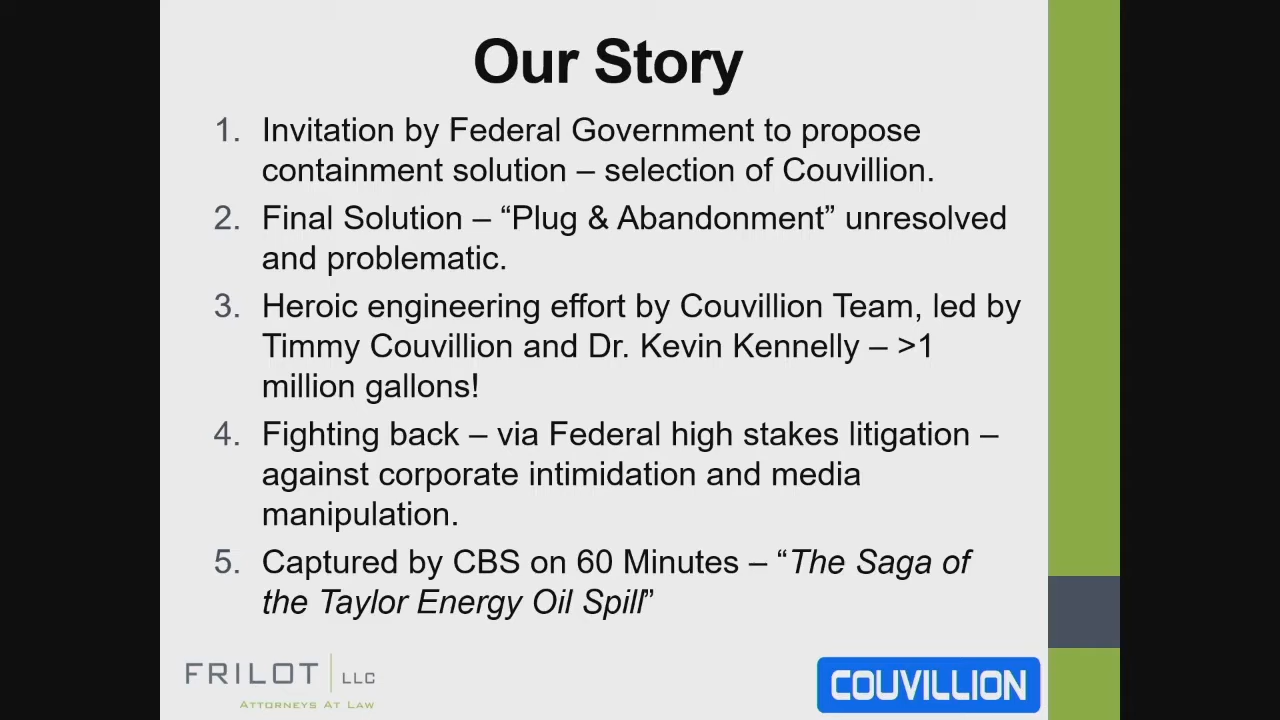 Our Story
1. Invitation by Federal Government to propose
containment solution – selection of Couvillion.
2. Final Solution – “Plug & Abandonment” unresolved
and problematic.
3. Heroic engineering effort by Couvillion Team, led by
Timmy Couvillion and Dr. Kevin Kennelly – >1
million gallons!
4. Fighting back – via Federal high stakes litigation –
against corporate intimidation and media
manipulation.
5. Captured by CBS on 60 Minutes – “The Saga of
the Taylor Energy Oil Spill”
FRILOT LLC
ATTORNEYS AT LAW
COUVILLION